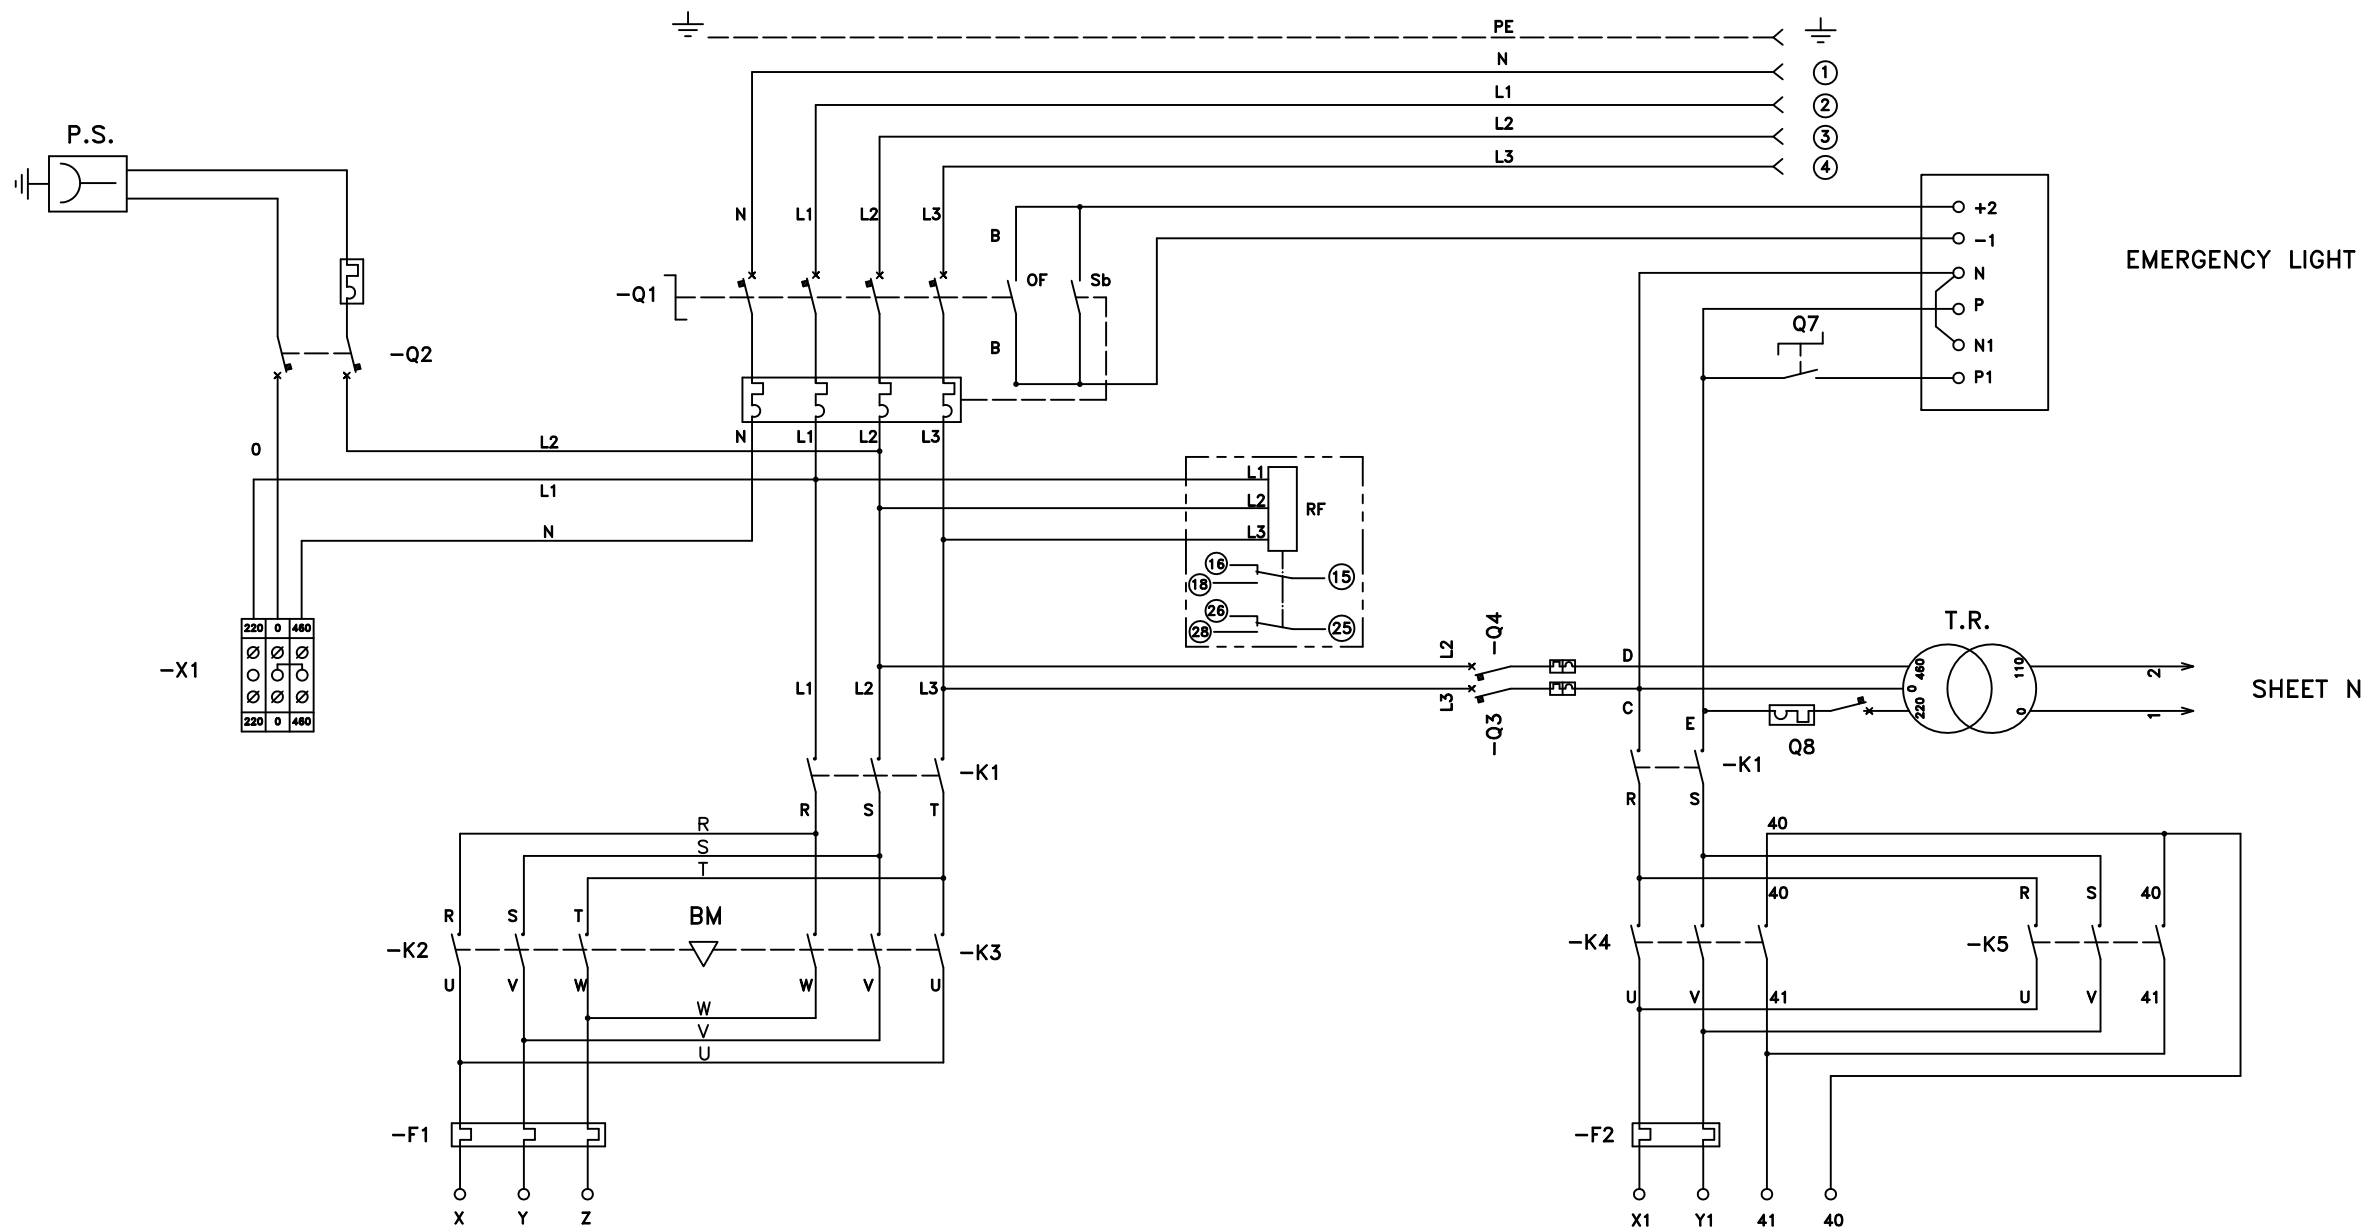 PE
N
L1
L2
L3
1
2
3
4
P.S.
N L1 L2 L3
B
+2
-1
N
P
N1
P1
EMERGENCY LIGHT
-Q1
OF Sb
Q7
-Q2
B
N L1 L2 L3
0
L2
L1
N
L1
L2
L3
RF
16
18
15
26
28
25
220 0 460
-X1
220 0 460
L1 L2 L3
L2
L3
-Q4
-Q3
D
C
E
T.R.
460
0
220
110
0
2
1
SHEET N
Q8
-K1
R S T
R
S
T
R S T
BM
-K2
-K3
U V W
W V U
W
V
U
-F1
X Y Z
-K1
R S
40
40
R S 40
-K4
-K5
U V 41
U V 41
-F2
X1 Y1 41 40